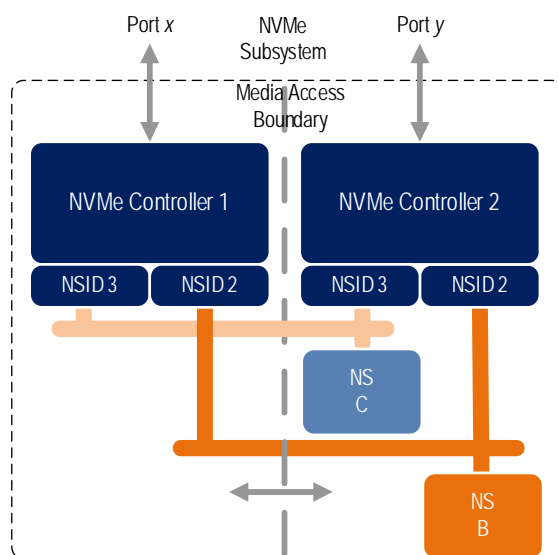 Port x
NVMe
Subsystem
Port y
Media Access
Boundary
NVMe Controller 1
NVMe Controller 2
NSID 3
NSID 2
NSID 3
NSID 2
NS
C
NS
B